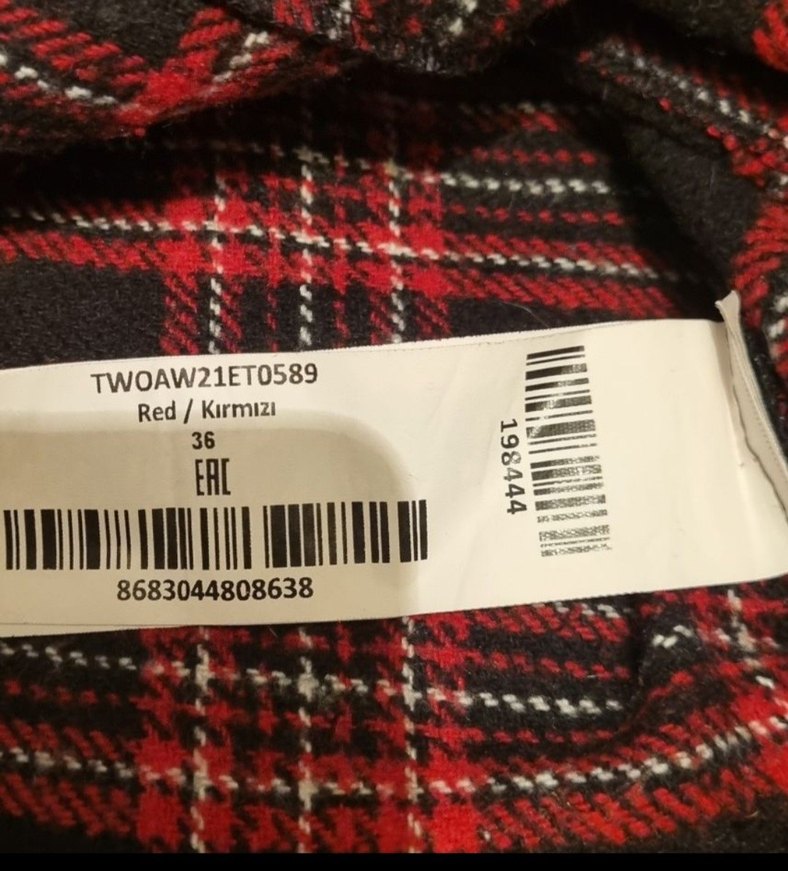 TWOAW21ET0589
Red / Kırmızı
36
EAC
8683044808638
198444